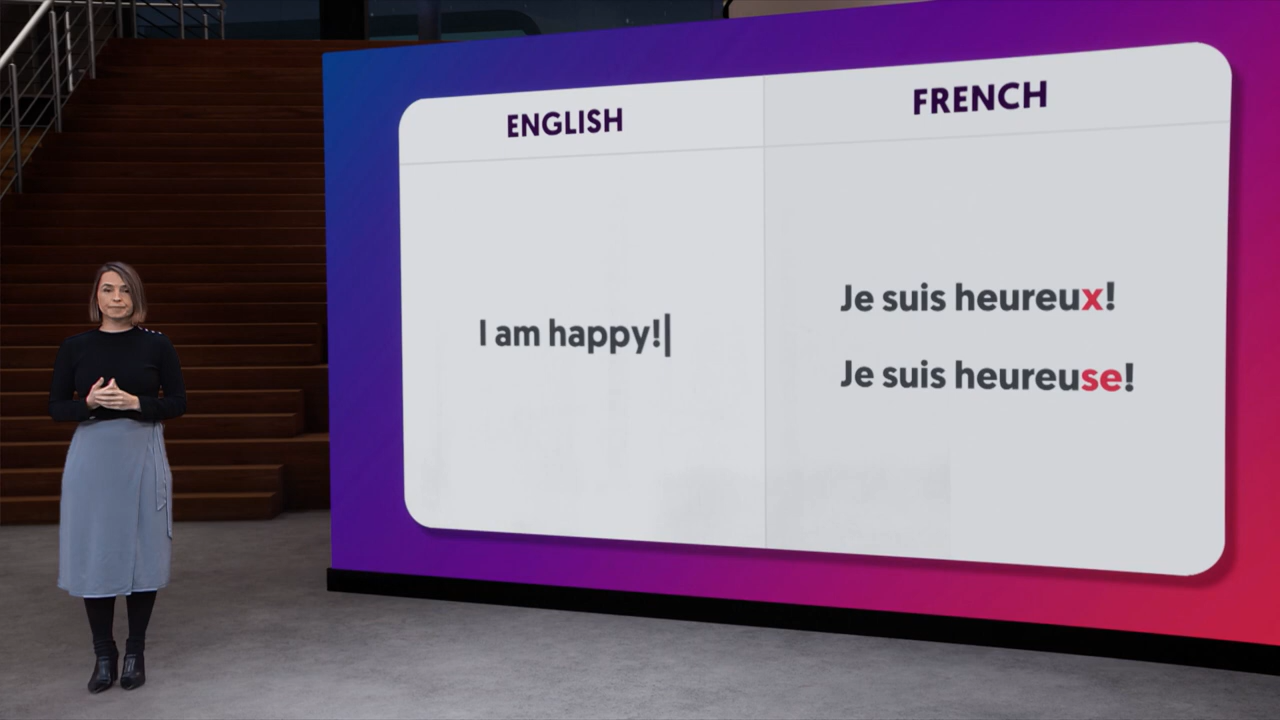 ENGLISH
FRENCH
I am happy!
Je suis heureux!
Je suis heureuse!